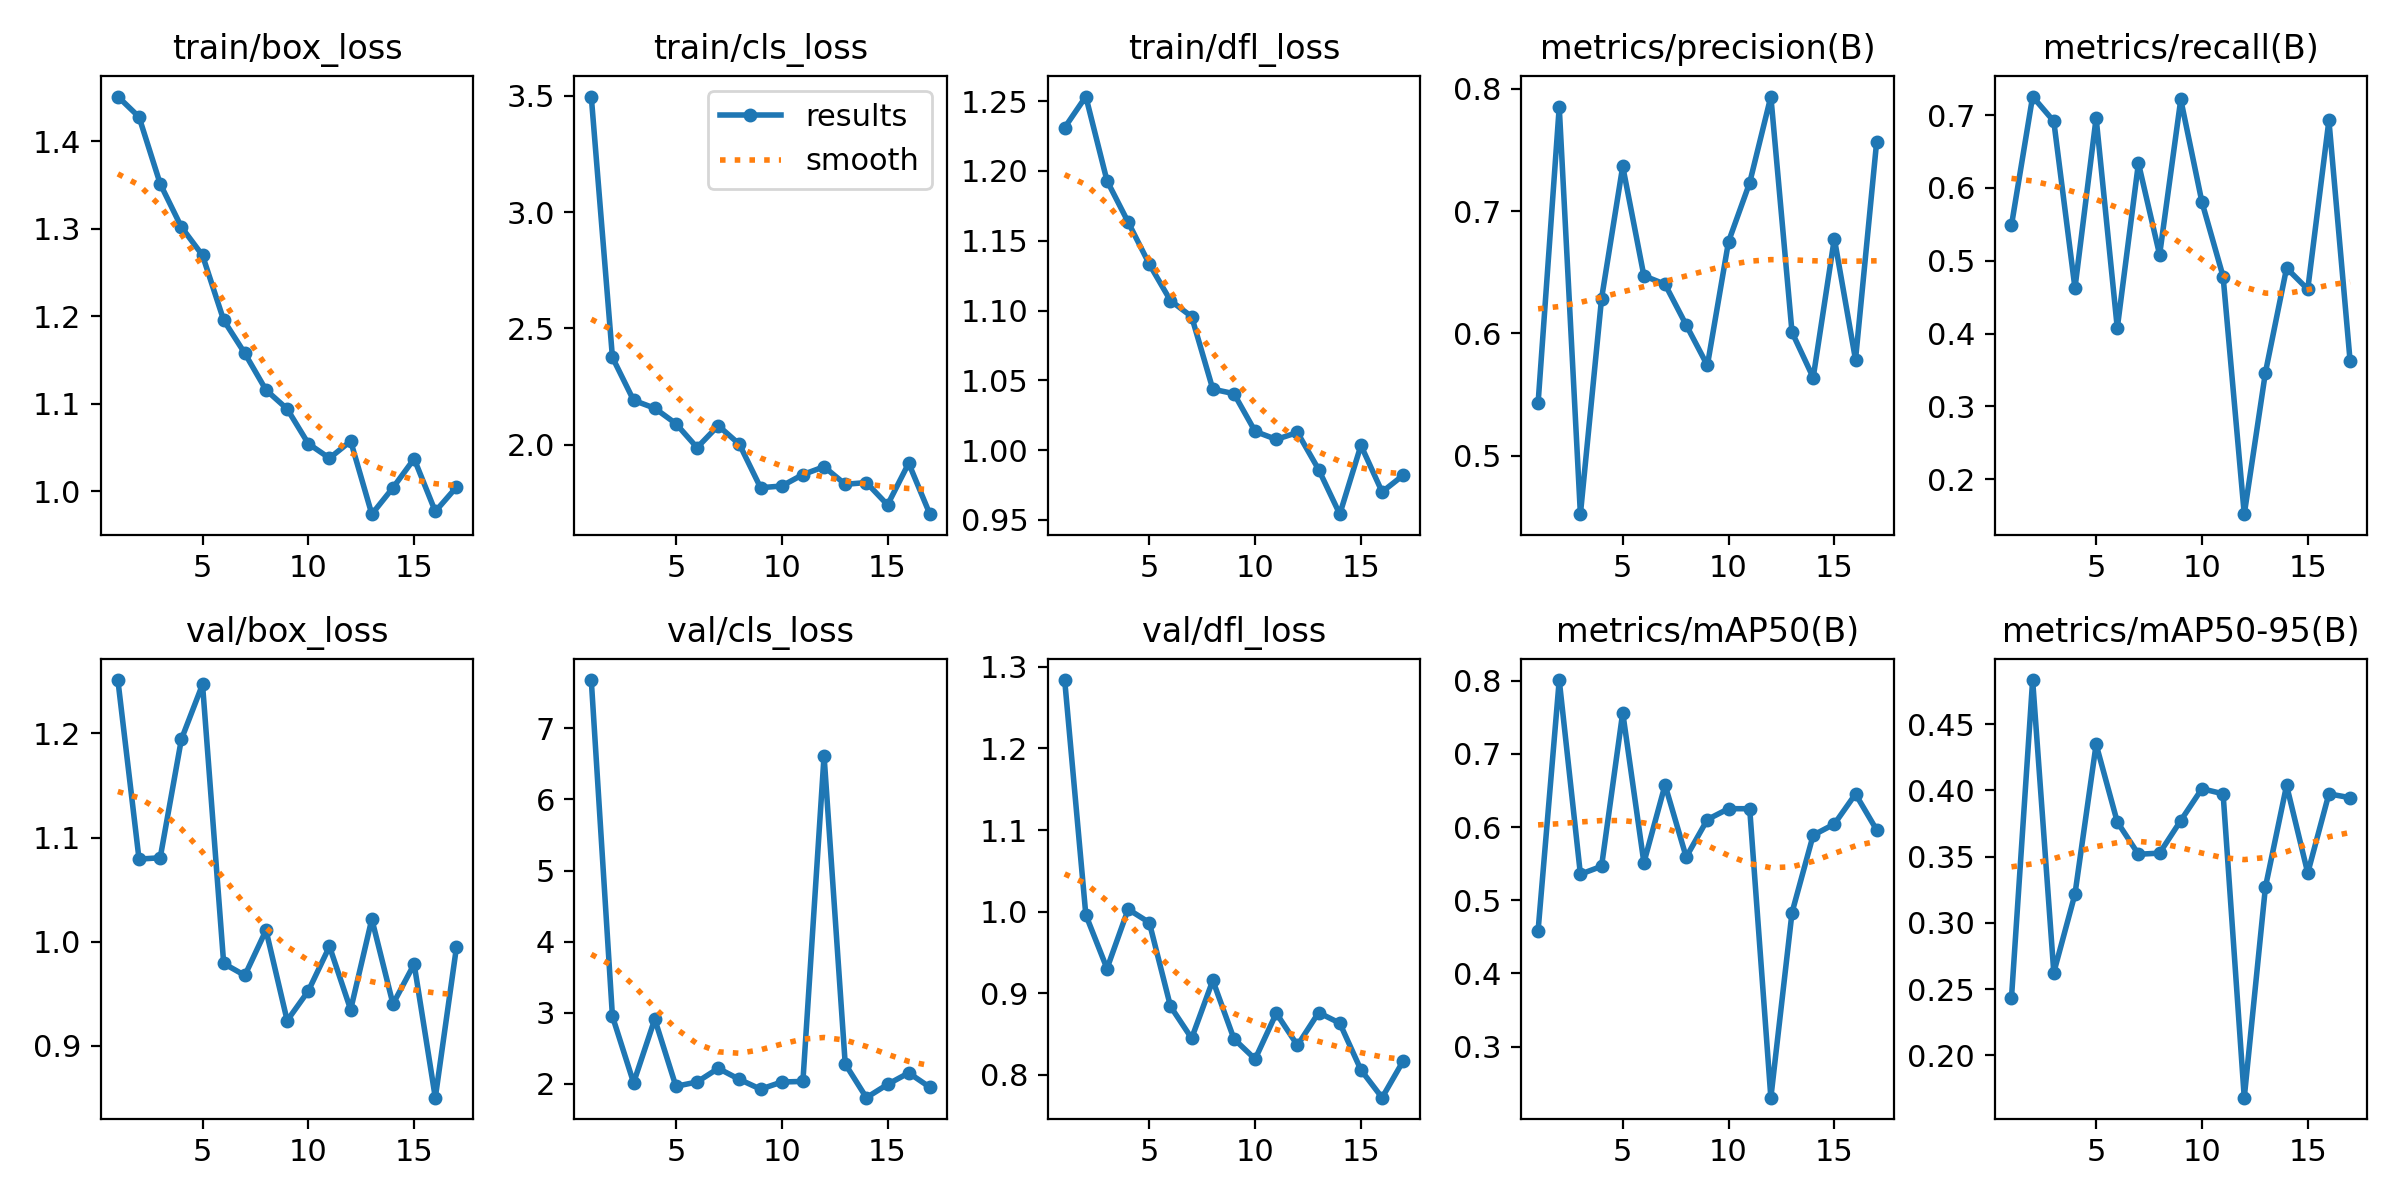 train/box_loss
1.4
1.3
1.2
1.1
1.0
5 10 15
train/cls_loss
results
smooth
3.5
3.0
2.5
2.0
5 10 15
train/dfl_loss
1.25
1.20
1.15
1.10
1.05
1.00
0.95
5 10 15
metrics/precision(B)
0.8
0.7
0.6
0.5
5 10 15
metrics/recall(B)
0.7
0.6
0.5
0.4
0.3
0.2
5 10 15
val/box_loss
1.2
1.1
1.0
0.9
5 10 15
val/cls_loss
7
6
5
4
3
2
5 10 15
val/dfl_loss
1.3
1.2
1.1
1.0
0.9
0.8
5 10 15
metrics/mAP50(B)
0.8
0.7
0.6
0.5
0.4
0.3
5 10 15
metrics/mAP50-95(B)
0.45
0.40
0.35
0.30
0.25
0.20
5 10 15